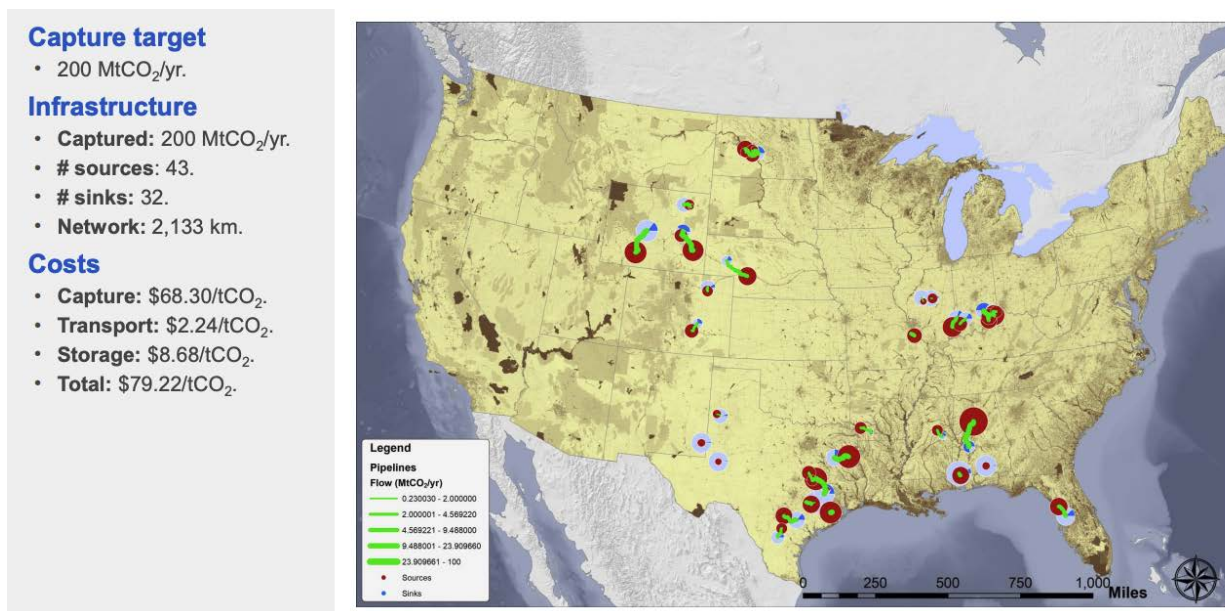 Capture target
• 200 MtCO₂/yr.
Infrastructure
• Captured: 200 MtCO₂/yr.
• # sources: 43.
• # sinks: 32.
• Network: 2,133 km.
Costs
• Capture: $68.30/tCO₂.
• Transport: $2.24/tCO₂.
• Storage: $8.68/tCO₂.
• Total: $79.22/tCO₂.
Legend
Pipelines
Flow (MtCO₂/yr)
0.230030 - 2.000000
2.000001 - 4.569220
4.569221 - 9.488000
9.488001 - 23.909660
23.909661 - 100
Sources
Sinks
0 250 500 750 1,000
Miles